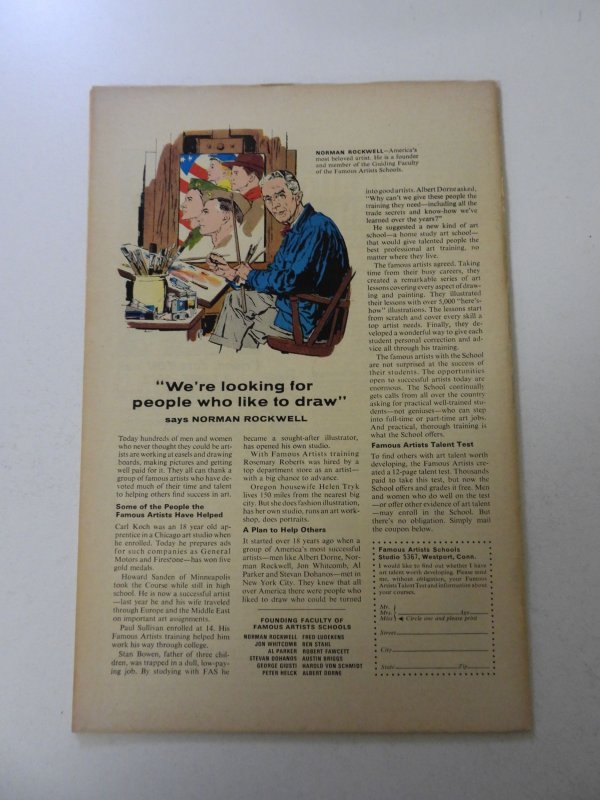 NORMAN ROCKWELL—America's
most beloved artist. He is a founder
and member of the Guiding Faculty
of the Famous Artists Schools.
"We're looking for
people who like to draw"
says NORMAN ROCKWELL
Today hundreds of men and women
who never thought they could be art-
ists are working at easels and drawing
boards, making pictures and getting
well paid for it. They all can thank a
group of famous artists who have de-
voted much of their time and talent
to helping others find success in art.
Some of the People the
Famous Artists Have Helped
Carl Koch was an 18 year old ap-
prentice in a Chicago art studio when
he enrolled. Today he prepares ads
for such companies as General
Motors and Firestone—has won five
gold medals.
Howard Sanden of Minneapolis
took the Course while still in high
school. He is now a successful artist
—last year he and his wife traveled
through Europe and the Middle East
on important art assignments.
Paul Sullivan enrolled at 14. His
Famous Artists training helped him
work his way through college.
Stan Bowen, father of three chil-
dren, was trapped in a dull, low-pay-
ing job. By studying with FAS he
became a sought-after illustrator,
has opened his own studio.
With Famous Artists training
Rosemary Roberts was hired by a
top department store as an artist—
with a big chance to advance.
Oregon housewife Helen Tryk
lives 150 miles from the nearest big
city. But she does fashion illustration,
has her own studio, runs an art work-
shop, does portraits.
A Plan to Help Others
It started over 18 years ago when a
group of America's most successful
artists—men like Albert Dorne, Nor-
man Rockwell, Jon Whitcomb, Al
Parker and Stevan Dohanos—met in
New York City. They knew that all
over America there were people who
liked to draw who could be turned
FOUNDING FACULTY OF
FAMOUS ARTISTS SCHOOLS
NORMAN ROCKWELL FRED LUDEKENS
JON WHITCOMB BEN STAHL
AL PARKER ROBERT FAWCETT
STEVAN DOHANOS AUSTIN BRIGGS
GEORGE GIUSTI HAROLD VON SCHMIDT
PETER HELCK ALBERT DORNE
into good artists. Albert Dorne asked,
"Why can't we give these people the
training they need—including all the
trade secrets and know-how we've
learned over the years?"
He suggested a new kind of art
school—a home study art school—
that would give talented people the
best professional art training, no
matter where they live.
The famous artists agreed. Taking
time from their busy careers, they
created a remarkable series of art
lessons covering every aspect of draw-
ing and painting. They illustrated
their lessons with over 5,000 "here's-
how" illustrations. The lessons start
from scratch and cover every skill a
top artist needs. Finally, they de-
veloped a wonderful way to give each
student personal correction and ad-
vice all through his training.
The famous artists with the School
are not surprised at the success of
their students. The opportunities
open to successful artists today are
enormous. The School continually
gets calls from all over the country
asking for practical well-trained stu-
dents—not geniuses—who can step
into full-time or part-time art jobs.
And practical, thorough training is
what the School offers.
Famous Artists Talent Test
To find others with art talent worth
developing, the Famous Artists cre-
ated a 12-page talent test. Thousands
paid to take this test, but now the
School offers and grades it free. Men
and women who do well on the test
—or offer other evidence of art talent
—may enroll in the School. But
there's no obligation. Simply mail
the coupon below.
Famous Artists Schools
Studio 5367, Westport, Conn.
I would like to find out whether I have
art talent worth developing. Please send
me, without obligation, your Famous
Artists Talent Test and information about
your courses.
Mr.
Mrs. Age
Miss Circle one and please print
Street
City
State Zip